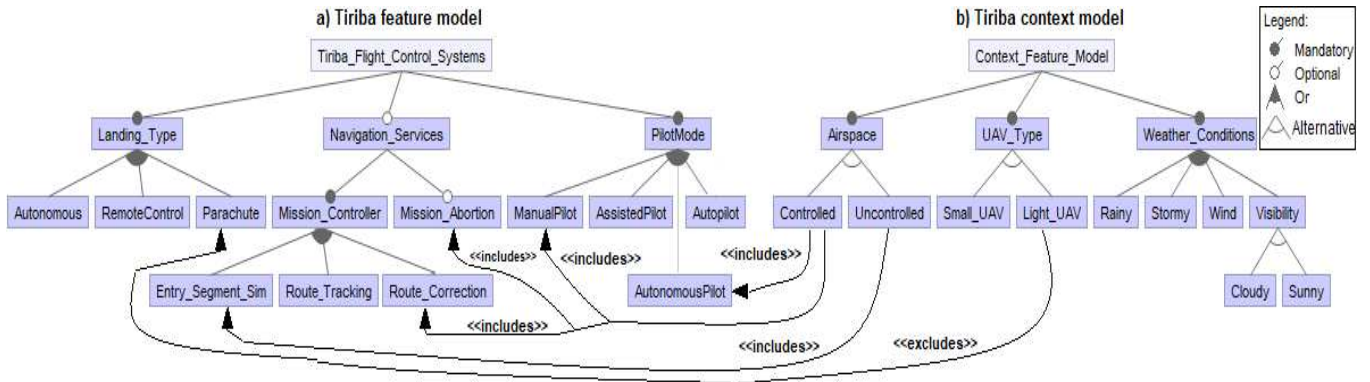 a) Tiriba feature model
b) Tiriba context model
Legend:
Mandatory
Optional
Or
Alternative
Tiriba_Flight_Control_Systems
Context_Feature_Model
Landing_Type
Navigation_Services
PilotMode
Airspace
UAV_Type
Weather_Conditions
Autonomous
RemoteControl
Parachute
Mission_Controller
Mission_Abortion
ManualPilot
AssistedPilot
Autopilot
Controlled
Uncontrolled
Small_UAV
Light_UAV
Rainy
Stormy
Wind
Visibility
<<includes>>
<<includes>>
<<includes>>
Entry_Segment_Sim
Route_Tracking
Route_Correction
AutonomousPilot
Cloudy
Sunny
<<includes>>
<<includes>>
<<excludes>>